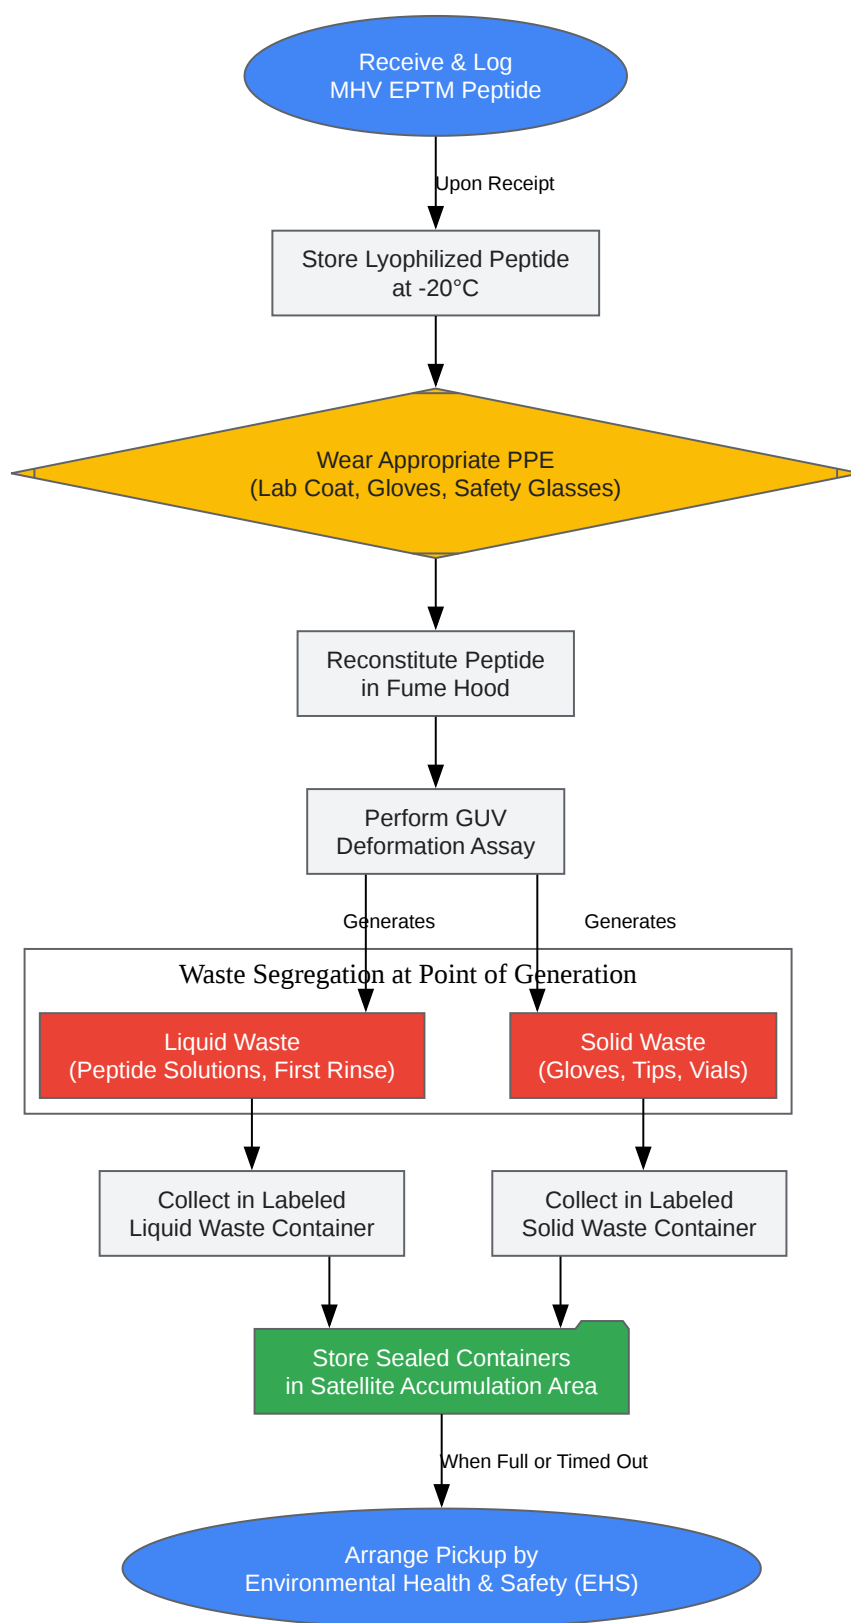 Receive & Log
MHV EPTM Peptide
Upon Receipt
Store Lyophilized Peptide
at -20°C
Wear Appropriate PPE
(Lab Coat, Gloves, Safety Glasses)
Reconstitute Peptide
in Fume Hood
Perform GUV
Deformation Assay
Generates
Generates
Waste Segregation at Point of Generation
Liquid Waste
(Peptide Solutions, First Rinse)
Solid Waste
(Gloves, Tips, Vials)
Collect in Labeled
Liquid Waste Container
Collect in Labeled
Solid Waste Container
Store Sealed Containers
in Satellite Accumulation Area
When Full or Timed Out
Arrange Pickup by
Environmental Health & Safety (EHS)